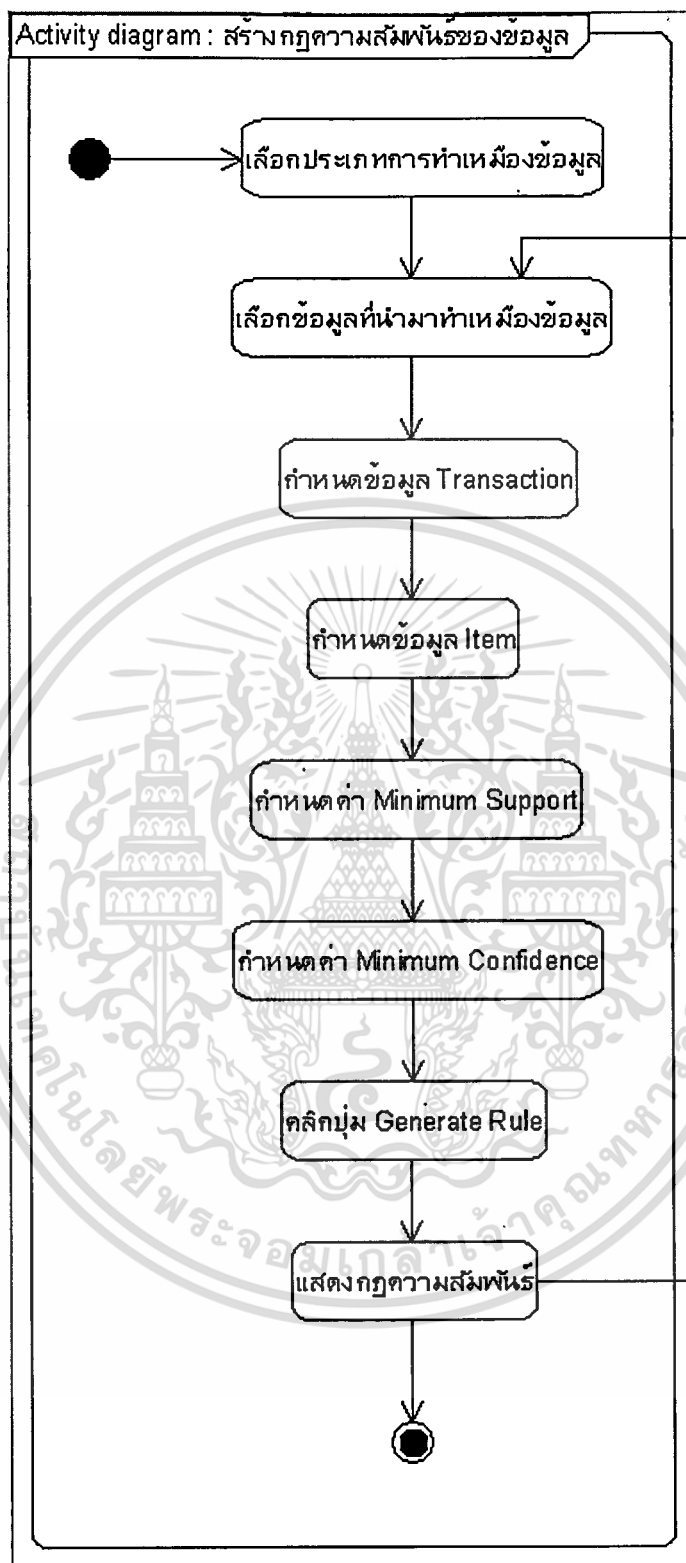 Activity diagram : สร้างกฎความสัมพันธ์ของข้อมูล
เลือกประเภทการทำเหมืองข้อมูล
เลือกข้อมูลที่นำมาทำเหมืองข้อมูล
กำหนดข้อมูล Transaction
กำหนดข้อมูล Item
กำหนดค่า Minimum Support
กำหนดค่า Minimum Confidence
คลิกปุ่ม Generate Rule
แสดงกฎความสัมพันธ์